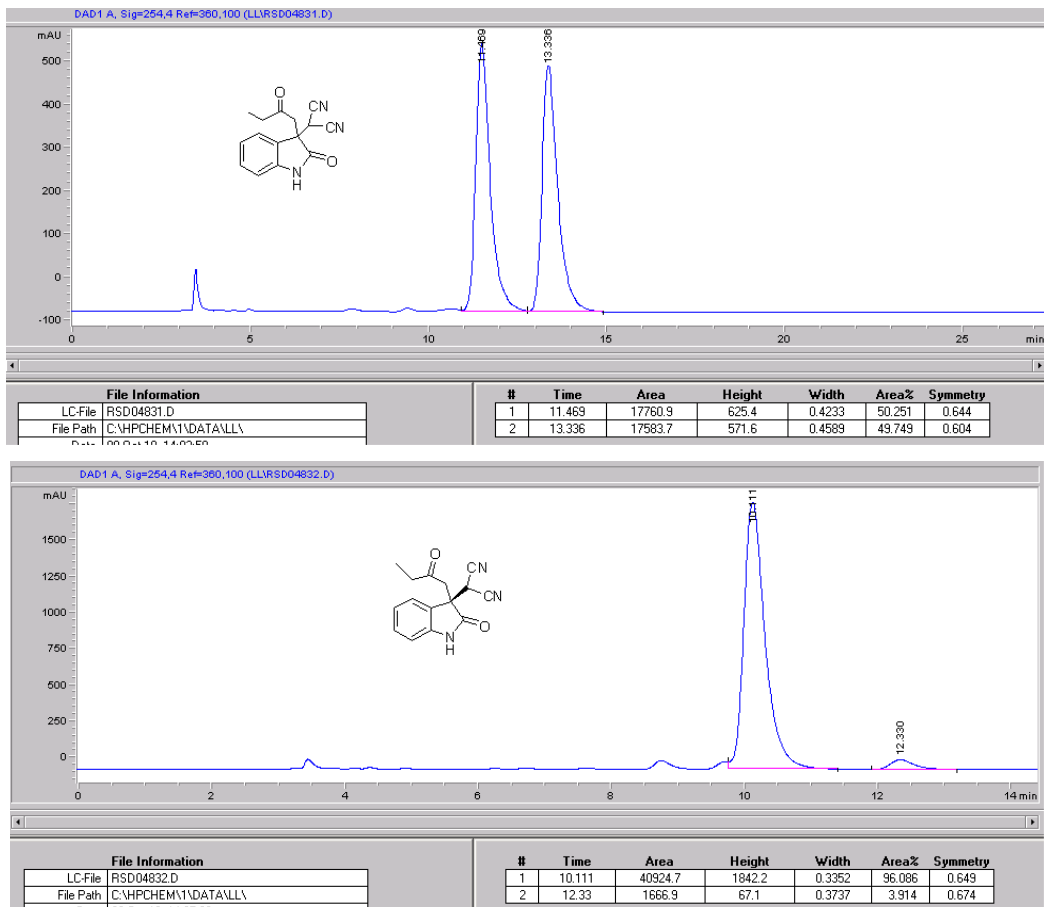 DAD1 A, Sig=254,4 Ref=360,100 (LL\RSD04831.D)
mAU
500
400
300
200
100
0
-100
11.469
13.336
O
CN
CN
O
N
H
0 5 10 15 20 25 min
File Information
LC-File RSD04831.D
File Path C:\HPCHEM\1\DATA\LL\
# Time Area Height Width Area% Symmetry
1 11.469 17760.9 625.4 0.4233 50.251 0.644
2 13.336 17583.7 571.6 0.4589 49.749 0.604
DAD1 A, Sig=254,4 Ref=360,100 (LL\RSD04832.D)
mAU
1500
1250
1000
750
500
250
0
10.111
12.330
O
CN
CN
O
N
H
0 2 4 6 8 10 12 14 min
File Information
LC-File RSD04832.D
File Path C:\HPCHEM\1\DATA\LL\
# Time Area Height Width Area% Symmetry
1 10.111 40924.7 1842.2 0.3352 96.086 0.649
2 12.33 1666.9 67.1 0.3737 3.914 0.674